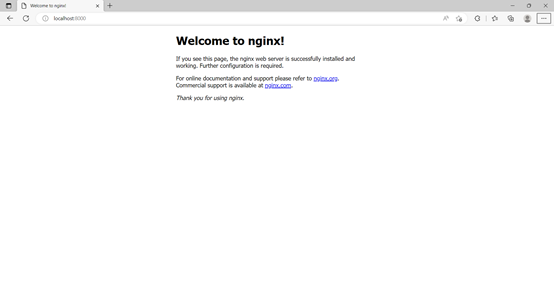 Welcome to nginx!
localhost:8000
Welcome to nginx!
If you see this page, the nginx web server is successfully installed and
working. Further configuration is required.
For online documentation and support please refer to nginx.org.
Commercial support is available at nginx.com.
Thank you for using nginx.